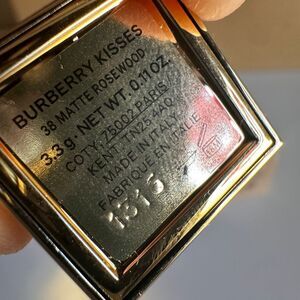 BURBERRY KISSES
38 MATTE ROSEWOOD
3.3 g NET WT. 0.11 OZ.
COTY 75002 PARIS
KENT TN25 4AQ
MADE IN ITALY
FABRIQUÉ EN ITALIE
1315